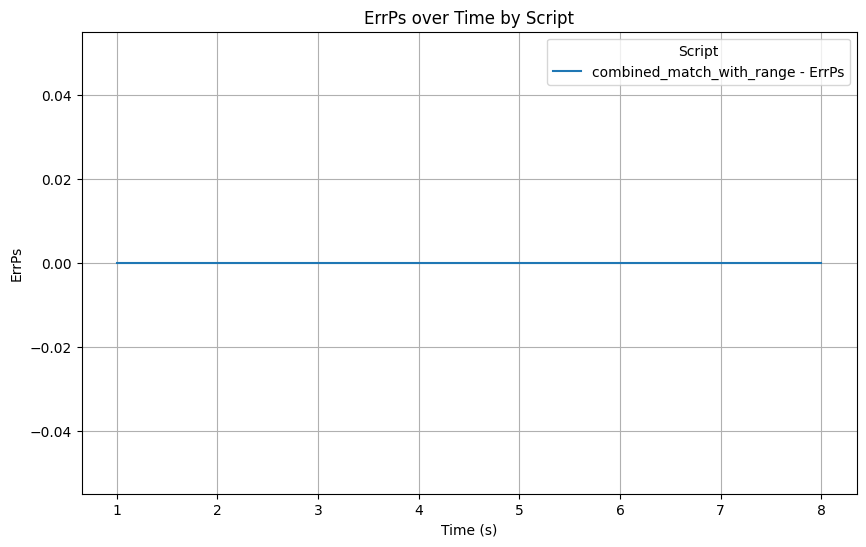 ErrPs over Time by Script
Script
combined_match_with_range - ErrPs
0.04
0.02
0.00
−0.02
−0.04
ErrPs
1 2 3 4 5 6 7 8
Time (s)